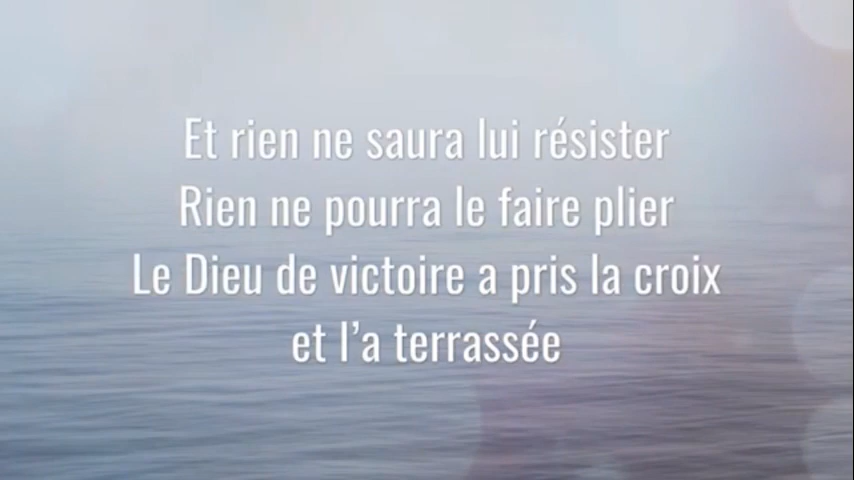 Et rien ne saura lui résister
Rien ne pourra le faire plier
Le Dieu de victoire a pris la croix
et l’a terrassée